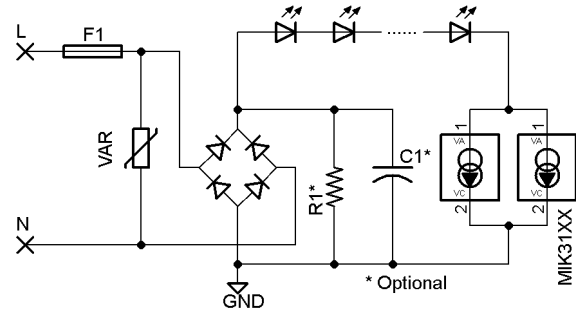 L
F1
VAR
N
GND
R1*
C1*
* Optional
1
VA
VC
2
1
VA
VC
2
MIK31XX